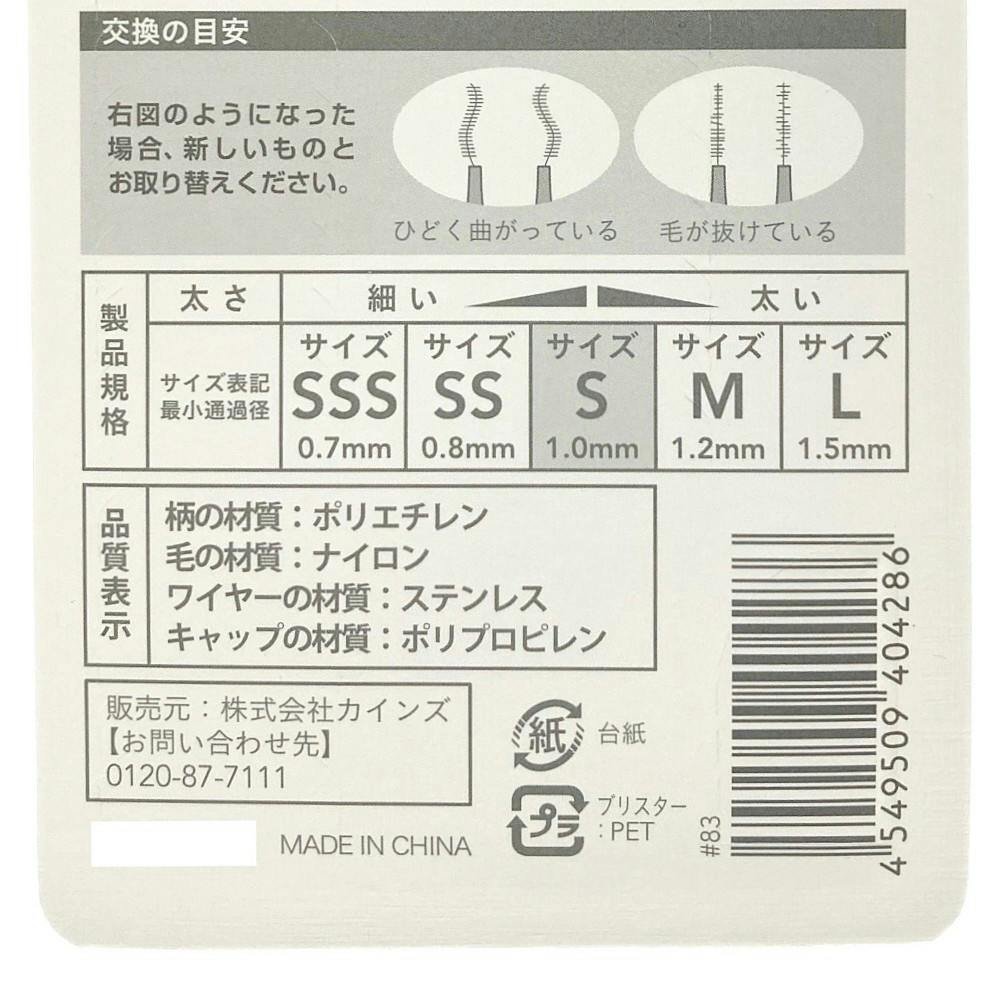 交換の目安
右図のようになった
場合、新しいものと
お取り替えください。
ひどく曲がっている
毛が抜けている
製品規格
太さ
細い
太い
サイズ表記
最小通過径
サイズ
SSS
0.7mm
サイズ
SS
0.8mm
サイズ
S
1.0mm
サイズ
M
1.2mm
サイズ
L
1.5mm
品質表示
柄の材質：ポリエチレン
毛の材質：ナイロン
ワイヤーの材質：ステンレス
キャップの材質：ポリプロピレン
販売元：株式会社カインズ
【お問い合わせ先】
0120-87-7111
MADE IN CHINA
紙
台紙
プラ
ブリスター
：PET
#83
4 549509 404286